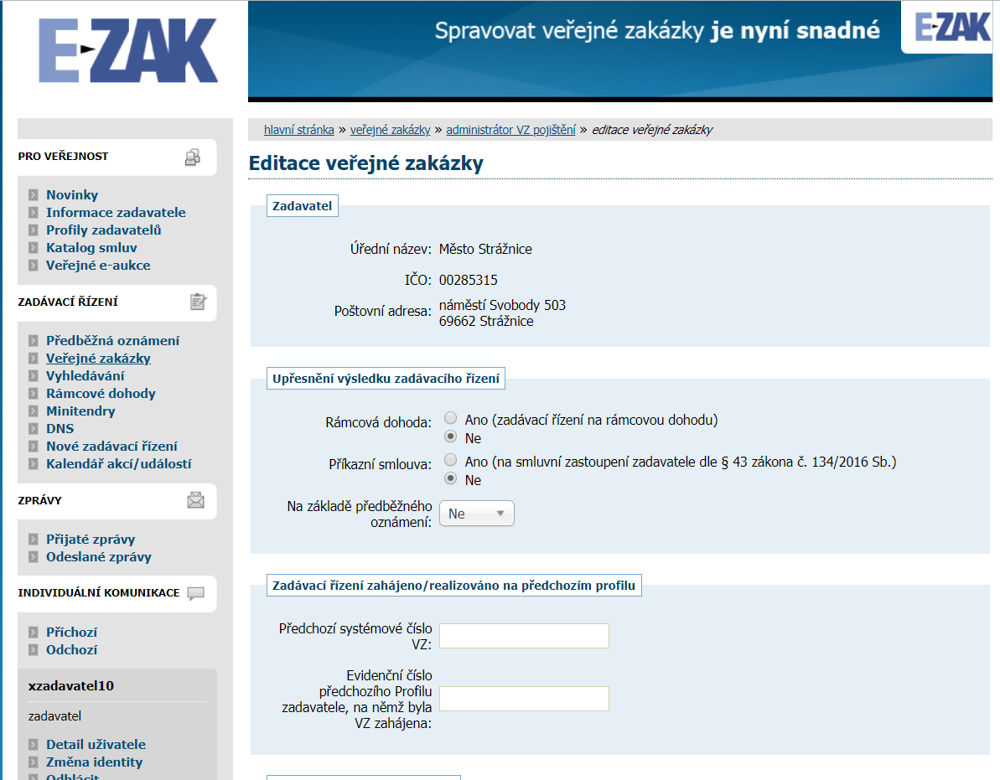 E-ZAK
Spravovat veřejné zakázky je nyní snadné
E-ZAK
hlavní stránka » veřejné zakázky » administrátor VZ pojištění » editace veřejné zakázky
PRO VEŘEJNOST
Novinky
Informace zadavatele
Profily zadavatelů
Katalog smluv
Veřejné e-aukce
ZADÁVACÍ ŘÍZENÍ
Předběžná oznámení
Veřejné zakázky
Vyhledávání
Rámcové dohody
Minitendry
DNS
Nové zadávací řízení
Kalendář akcí/událostí
ZPRÁVY
Přijaté zprávy
Odeslané zprávy
INDIVIDUÁLNÍ KOMUNIKACE
Příchozí
Odchozí
xzadavatel10
zadavatel
Detail uživatele
Změna identity
Odhlásit
Editace veřejné zakázky
Zadavatel
Úřední název: Město Strážnice
IČO: 00285315
Poštovní adresa: náměstí Svobody 503
69662 Strážnice
Upřesnění výsledku zadávacího řízení
Rámcová dohoda: Ano (zadávací řízení na rámcovou dohodu)
Ne
Příkazní smlouva: Ano (na smluvní zastoupení zadavatele dle § 43 zákona č. 134/2016 Sb.)
Ne
Na základě předběžného
oznámení: Ne
Zadávací řízení zahájeno/realizováno na předchozím profilu
Předchozí systémové číslo
VZ:
Evidenční číslo
předchozího Profilu
zadavatele, na němž byla
VZ zahájena: